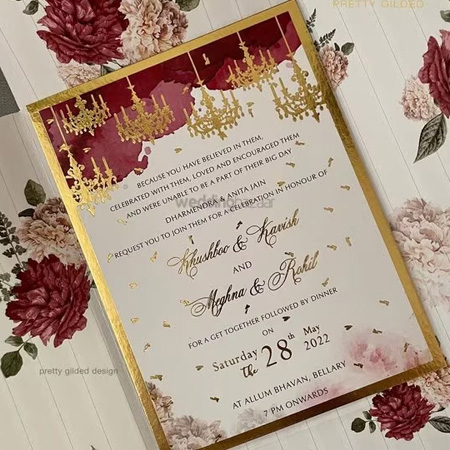 PRETTY GILDED
BECAUSE YOU HAVE BELIEVED IN THEM,
CELEBRATED WITH THEM, LOVED AND ENCOURAGED THEM
AND WERE UNABLE TO BE A PART OF THEIR BIG DAY
DHARMENDRA & ANITA JAIN
REQUEST YOU TO JOIN THEM FOR A CELEBRATION IN HONOUR OF
Khushboo & Kavish
AND
Meghna & Rohil
FOR A GET TOGETHER FOLLOWED BY DINNER
ON
Saturday the 28th May 2022
AT ALLUM BHAVAN, BELLARY
7 PM ONWARDS
pretty gilded design